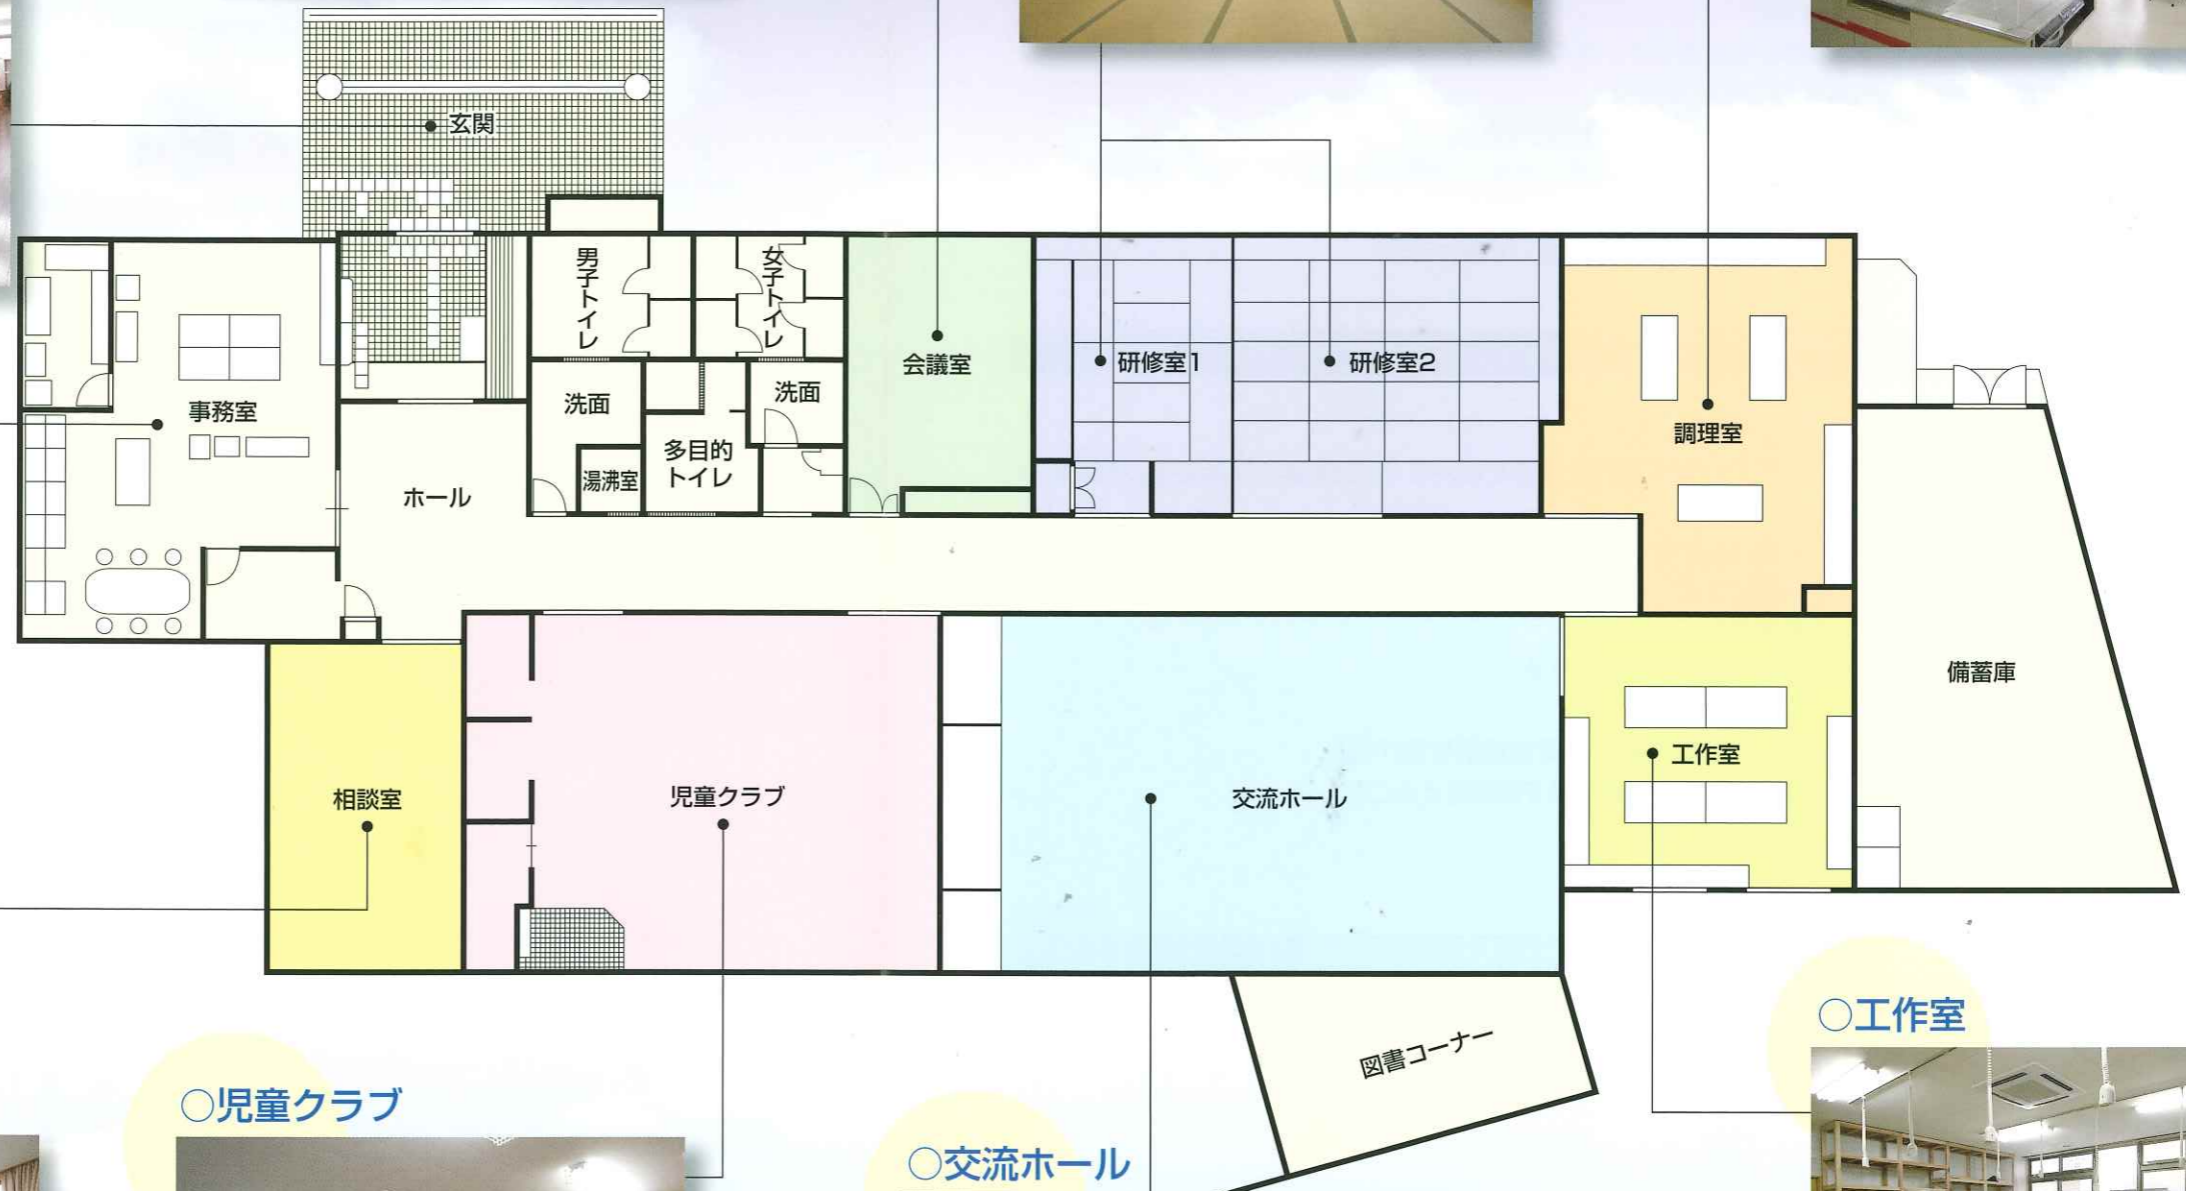 玄関
男子トイレ
女子トイレ
事務室
洗面
洗面
会議室
研修室1
研修室2
調理室
多目的
トイレ
湯沸室
ホール
備蓄庫
相談室
児童クラブ
交流ホール
工作室
図書コーナー
○工作室
○児童クラブ
○交流ホール